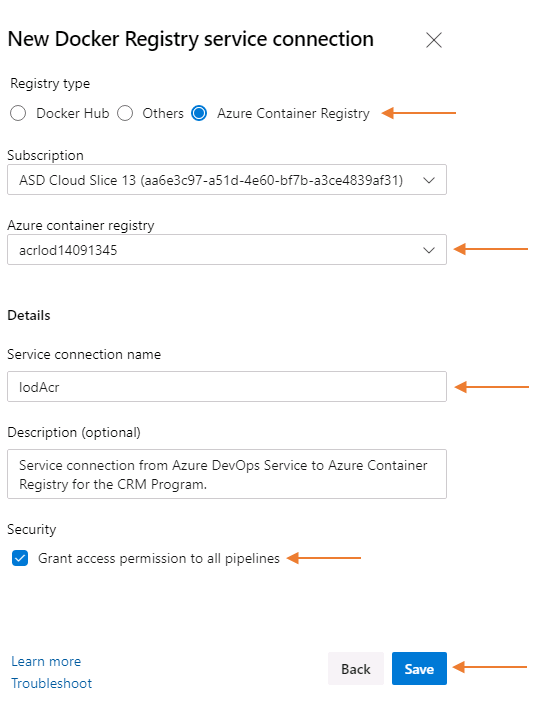 New Docker Registry service connection
Registry type
Docker Hub Others Azure Container Registry
Subscription
ASD Cloud Slice 13 (aa6e3c97-a51d-4e60-bf7b-a3ce4839af31)
Azure container registry
acrlod14091345
Details
Service connection name
lodAcr
Description (optional)
Service connection from Azure DevOps Service to Azure Container
Registry for the CRM Program.
Security
Grant access permission to all pipelines
Learn more
Back Save
Troubleshoot